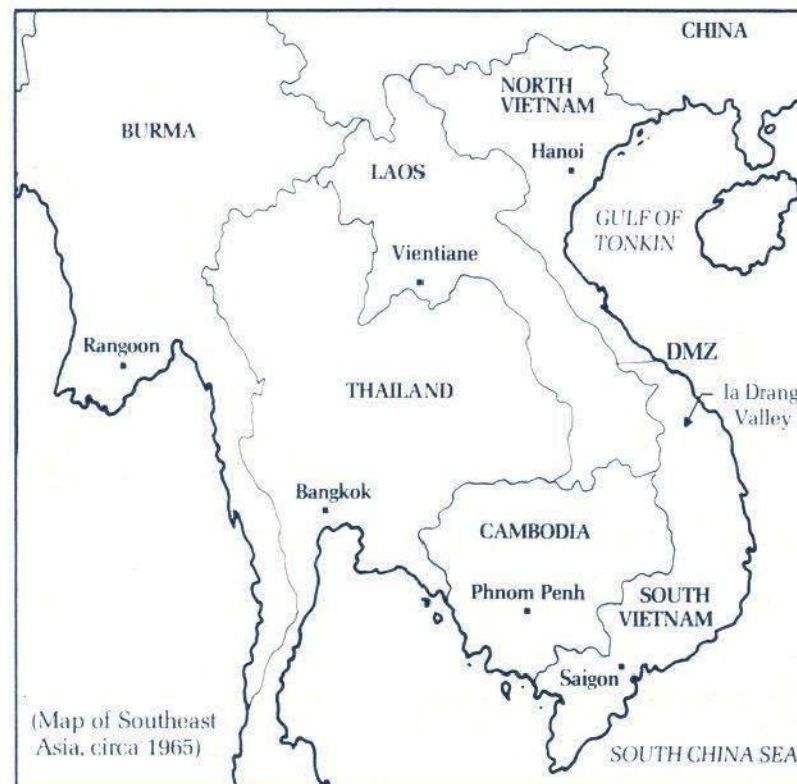 CHINA
NORTH
VIETNAM
BURMA
Hanoi
LAOS
GULF OF
TONKIN
Vientiane
Rangoon
DMZ
THAILAND
Ia Drang
Valley
Bangkok
CAMBODIA
Phnom Penh
SOUTH
VIETNAM
Saigon
(Map of Southeast
Asia, circa 1965)
SOUTH CHINA SEA